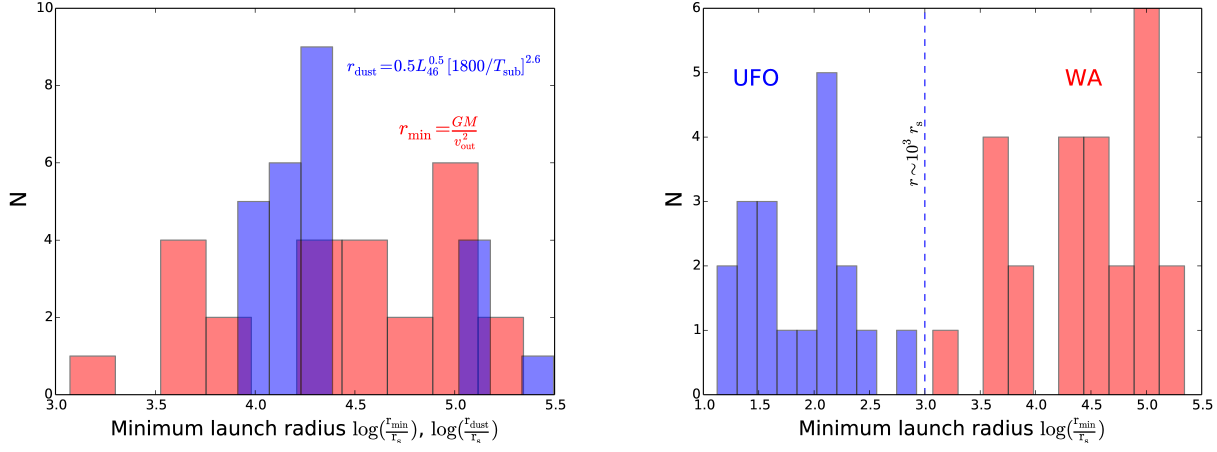 10
8
6
4
2
0
N
r_dust = 0.5L_46^0.5 [1800/T_sub]^2.6
r_min = GM/v_out^2
3.0 3.5 4.0 4.5 5.0 5.5
Minimum launch radius log(r_min/r_s), log(r_dust/r_s)
6
5
4
3
2
1
0
N
UFO
WA
r ~ 10^3 r_s
1.0 1.5 2.0 2.5 3.0 3.5 4.0 4.5 5.0 5.5
Minimum launch radius log(r_min/r_s)